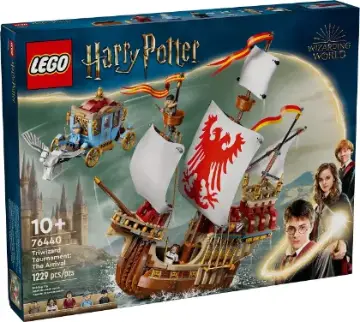 LEGO
Harry Potter
WIZARDING
WORLD
10+
76440
Triwizard
Tournament:
The Arrival
1229 pcs/pzs